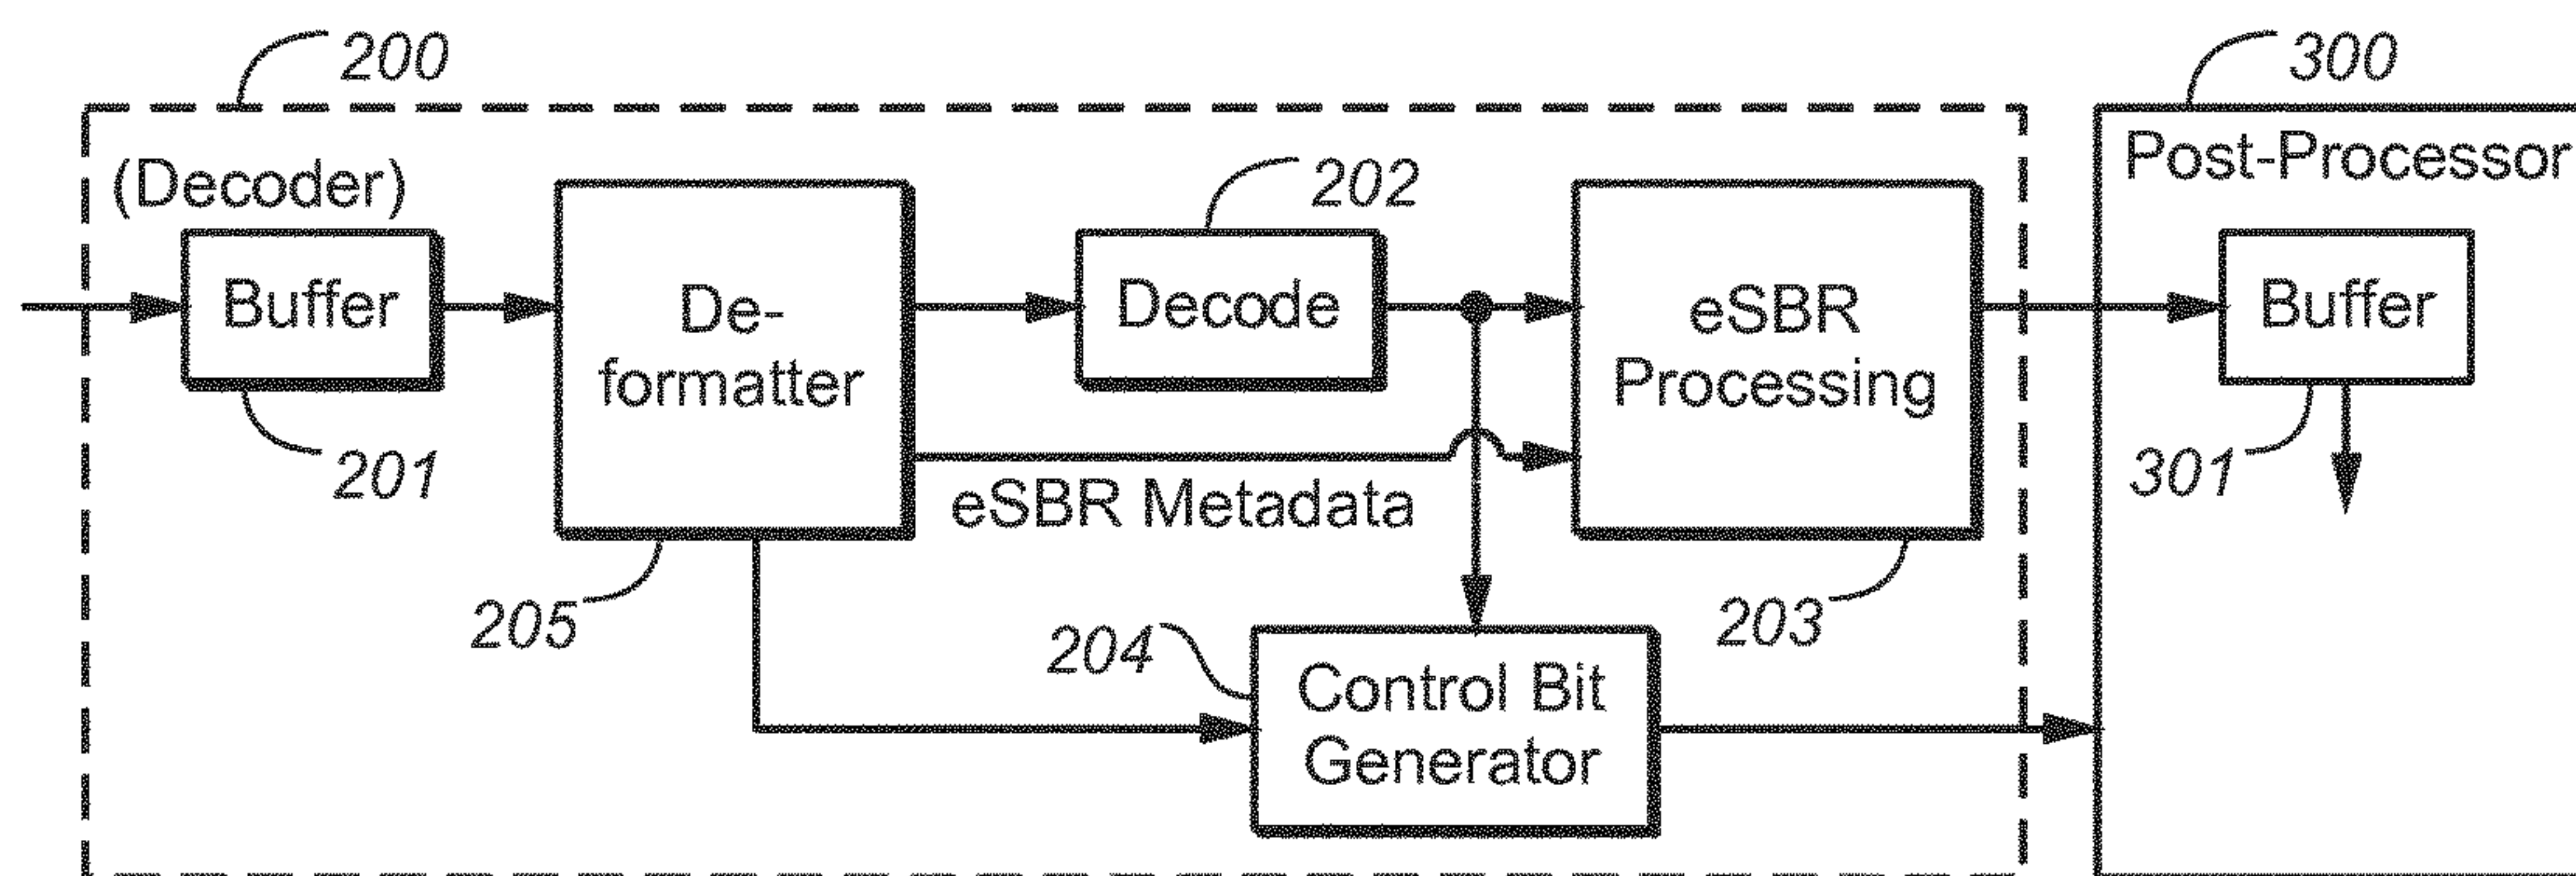 200
300
(Decoder)
Post-Processor
202
Buffer
De-
formatter
Decode
eSBR
Processing
Buffer
201
eSBR Metadata
301
205
204
203
Control Bit
Generator